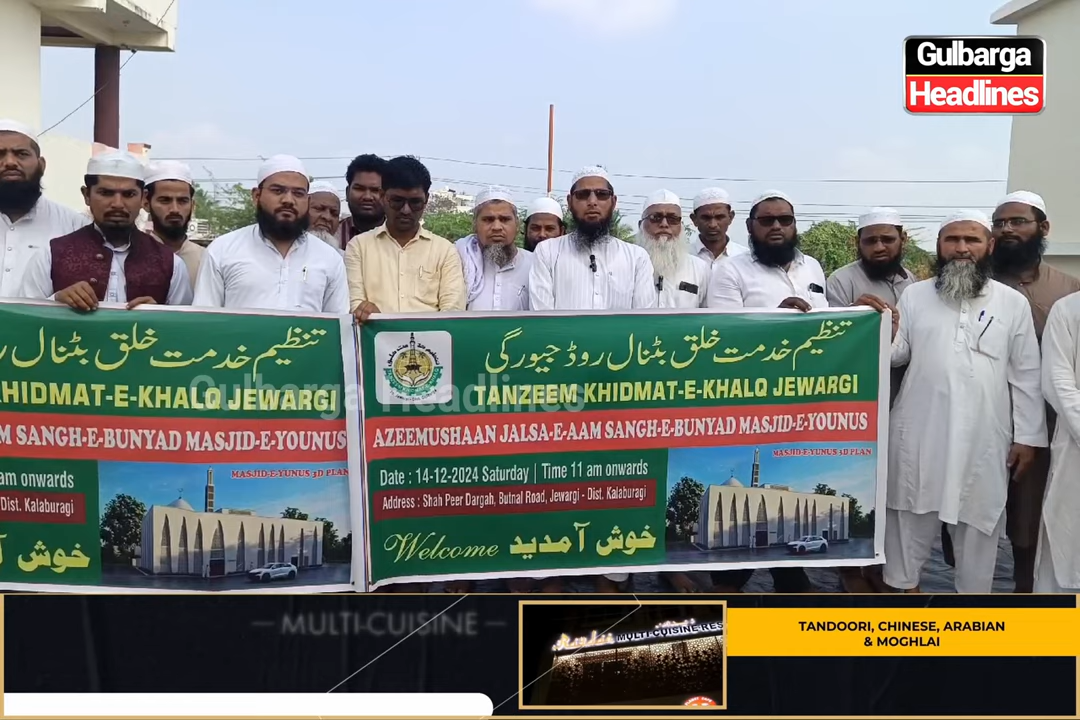 Gulbarga
Headlines
تنظیم خدمت خلق بٹنال
KHIDMAT-E-KHALQ JEWARGI
SANGH-E-BUNYAD MASJID-E-YOUNUS
MASJID-E-YUNUS 3D PLAN
am onwards
Dist. Kalaburagi
خوش
تنظیم خدمت خلق بٹنال روڈ جیورگی
TANZEEM KHIDMAT-E-KHALQ JEWARGI
Gulbarga Headlines
AZEEMUSHAAN JALSA-E-AAM SANGH-E-BUNYAD MASJID-E-YOUNUS
MASJID-E-YUNUS 3D PLAN
Date : 14-12-2024 Saturday | Time 11 am onwards
Address : Shah Peer Dargah, Butnal Road, Jewargi - Dist. Kalaburagi
Welcome خوش آمدید
MULTI-CUISINE
MULTI-CUISINE RES
TANDOORI, CHINESE, ARABIAN
& MOGHLAI